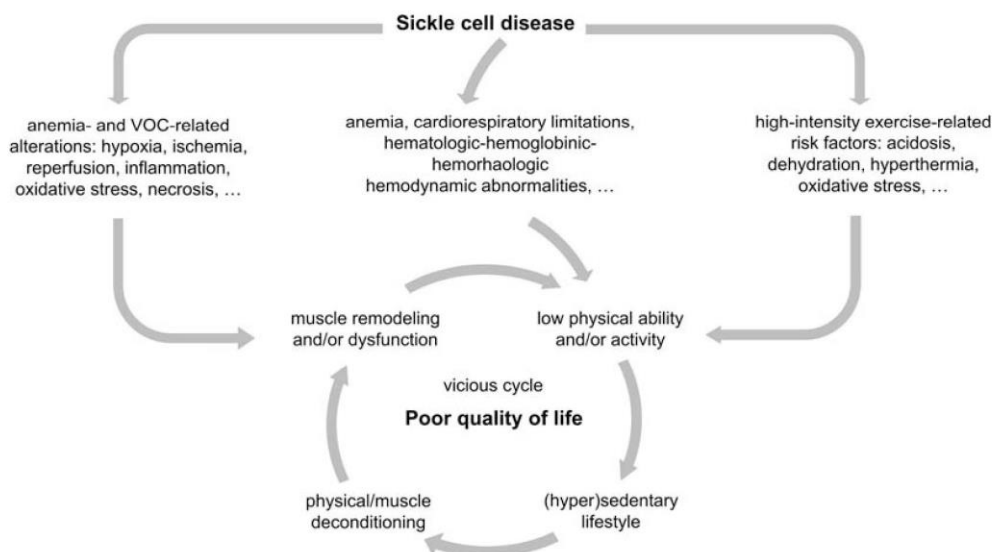 Sickle cell disease
anemia- and VOC-related
alterations: hypoxia, ischemia,
reperfusion, inflammation,
oxidative stress, necrosis, …
anemia, cardiorespiratory limitations,
hematologic-hemoglobinic-
hemorhaologic
hemodynamic abnormalities, …
high-intensity exercise-related
risk factors: acidosis,
dehydration, hyperthermia,
oxidative stress, …
muscle remodeling
and/or dysfunction
low physical ability
and/or activity
vicious cycle
Poor quality of life
physical/muscle
deconditioning
(hyper)sedentary
lifestyle